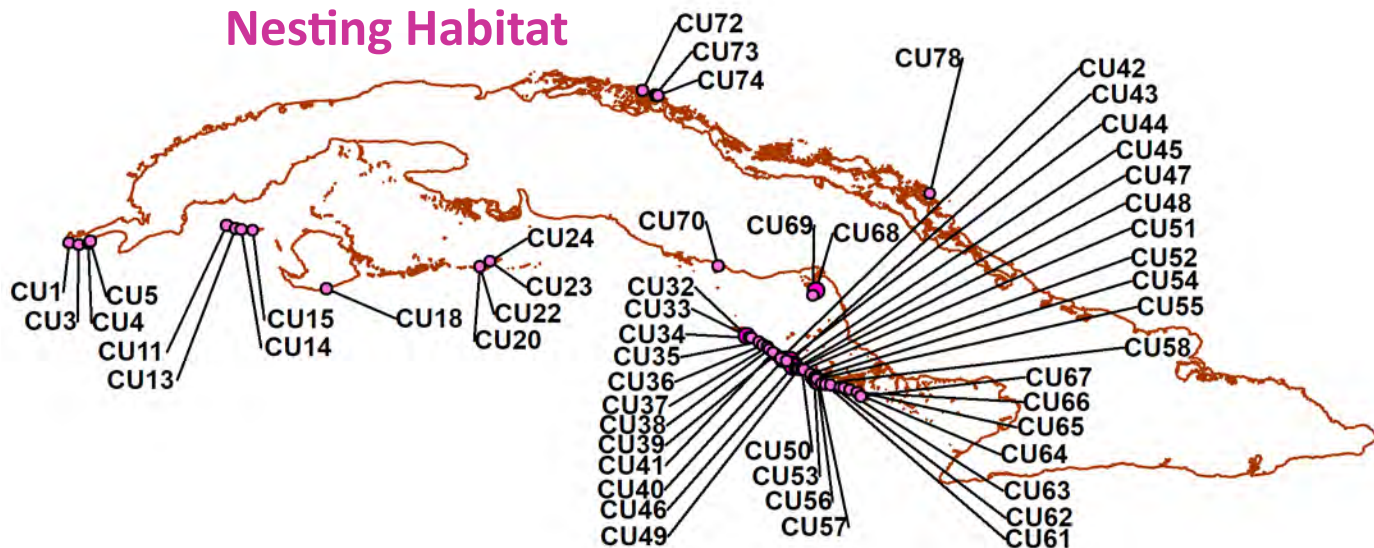 Nesting Habitat
CU72
CU73
CU74
CU78
CU42
CU43
CU44
CU45
CU47
CU48
CU51
CU52
CU54
CU55
CU58
CU67
CU66
CU65
CU64
CU63
CU62
CU61
CU70
CU69
CU68
CU1
CU3
CU4
CU5
CU11
CU13
CU14
CU15
CU18
CU20
CU22
CU23
CU24
CU32
CU33
CU34
CU35
CU36
CU37
CU38
CU39
CU41
CU40
CU46
CU49
CU50
CU53
CU56
CU57